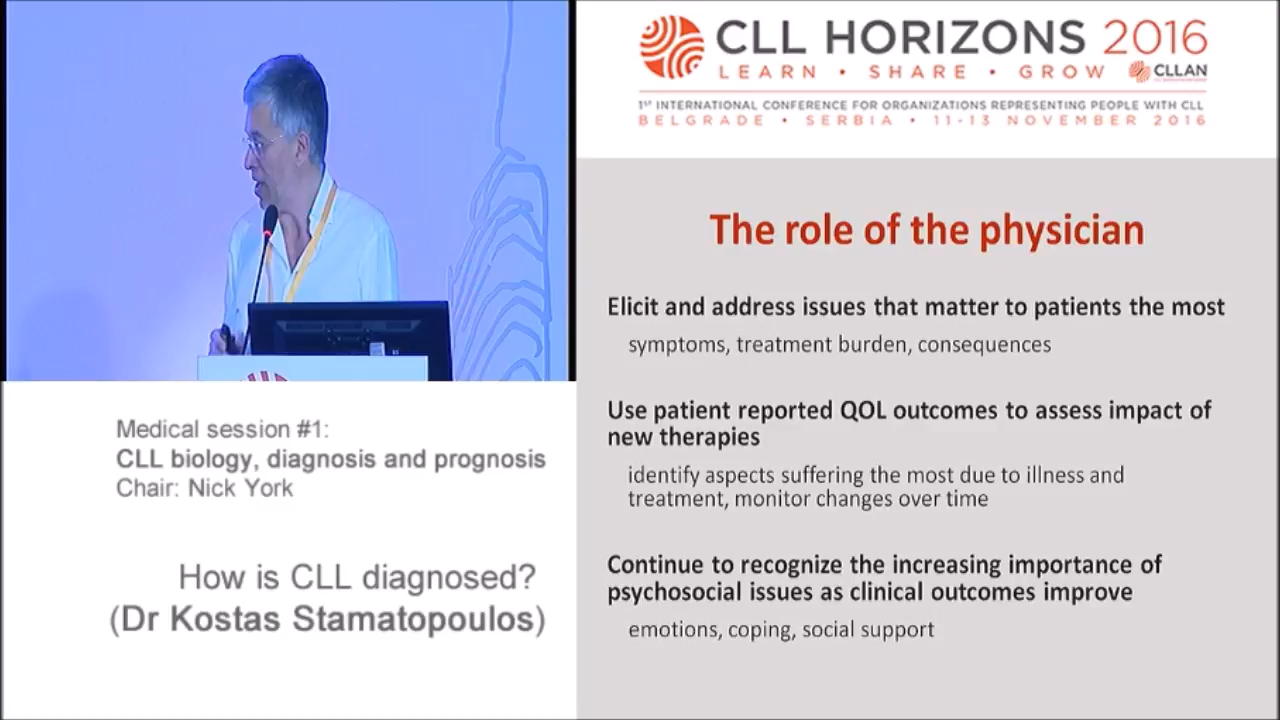 Medical session #1:
CLL biology, diagnosis and prognosis
Chair: Nick York
How is CLL diagnosed?
(Dr Kostas Stamatopoulos)
CLL HORIZONS 2016
LEARN • SHARE • GROW
CLLAN
1ST INTERNATIONAL CONFERENCE FOR ORGANIZATIONS REPRESENTING PEOPLE WITH CLL
BELGRADE • SERBIA • 11-13 NOVEMBER 2016
The role of the physician
Elicit and address issues that matter to patients the most
symptoms, treatment burden, consequences
Use patient reported QOL outcomes to assess impact of
new therapies
identify aspects suffering the most due to illness and
treatment, monitor changes over time
Continue to recognize the increasing importance of
psychosocial issues as clinical outcomes improve
emotions, coping, social support